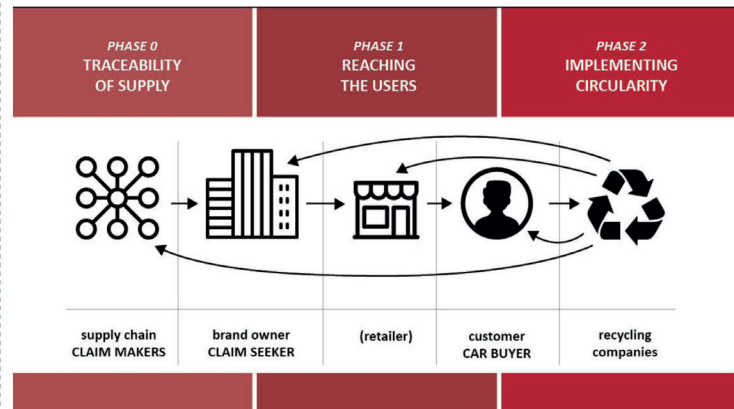 PHASE 0
TRACEABILITY
OF SUPPLY
PHASE 1
REACHING
THE USERS
PHASE 2
IMPLEMENTING
CIRCULARITY
supply chain
CLAIM MAKERS
brand owner
CLAIM SEEKER
(retailer)
customer
CAR BUYER
recycling
companies